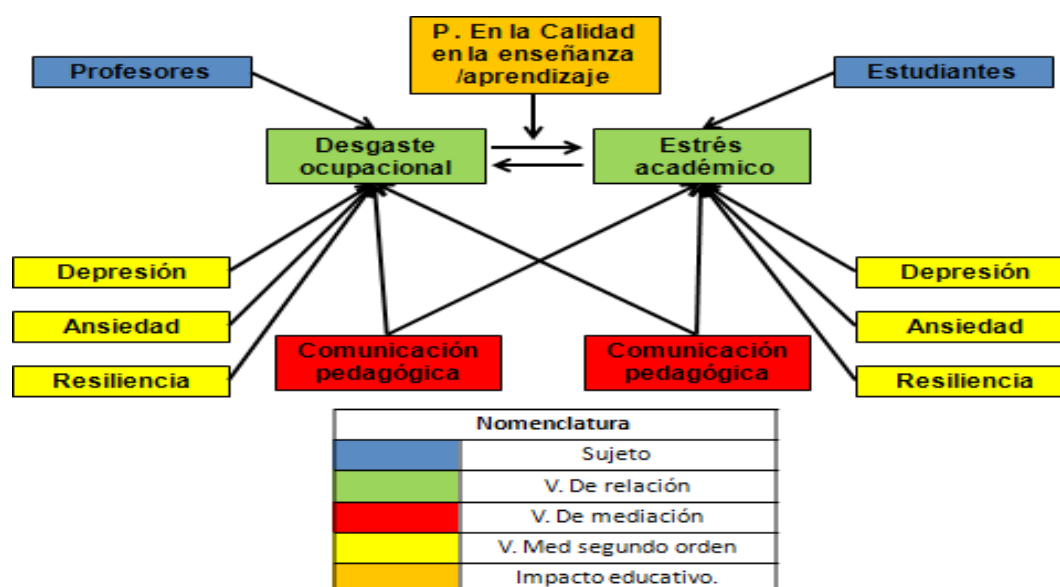 P . En la Calidad
en la enseñanza
/aprendizaje
Profesores
Estudiantes
Desgaste
ocupacional
Estrés
académico
Depresión
Depresión
Ansiedad
Ansiedad
Comunicación
pedagógica
Comunicación
pedagógica
Resiliencia
Resiliencia
Nomenclatura
Sujeto
V. De relación
V. De mediación
V. Med segundo orden
Impacto educativo.